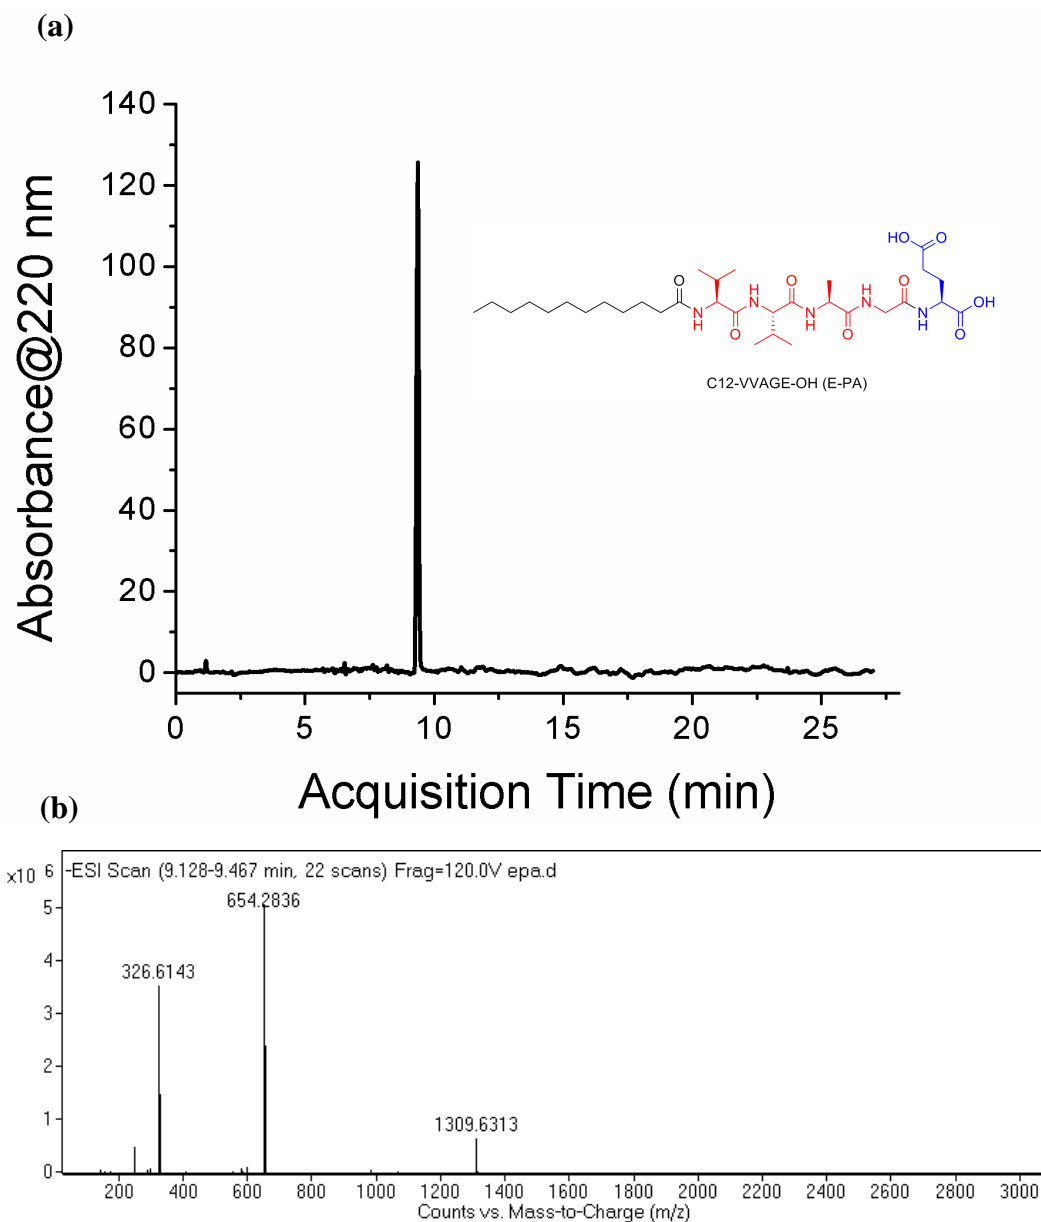 (a)
140
120
100
80
60
40
20
0
Absorbance@220 nm
0 5 10 15 20 25
Acquisition Time (min)
HO O
O
H
N
O
H
N
O
N
H
O
N
H
O
H
N
O
N
H
O
OH
O
C12-VVAGE-OH (E-PA)
(b)
x10 6
-ESI Scan (9.128-9.467 min, 22 scans) Frag=120.0V epa.d
5
4
3
2
1
0
654.2836
326.6143
1309.6313
200 400 600 800 1000 1200 1400 1600 1800 2000 2200 2400 2600 2800 3000
Counts vs. Mass-to-Charge (m/z)